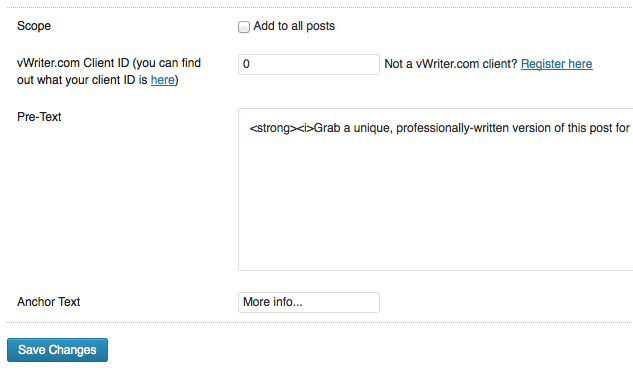 Scope
Add to all posts
vWriter.com Client ID (you can find
out what your client ID is here)
0
Not a vWriter.com client? Register here
Pre-Text
<strong><i>Grab a unique, professionally-written version of this post for
Anchor Text
More info...
Save Changes